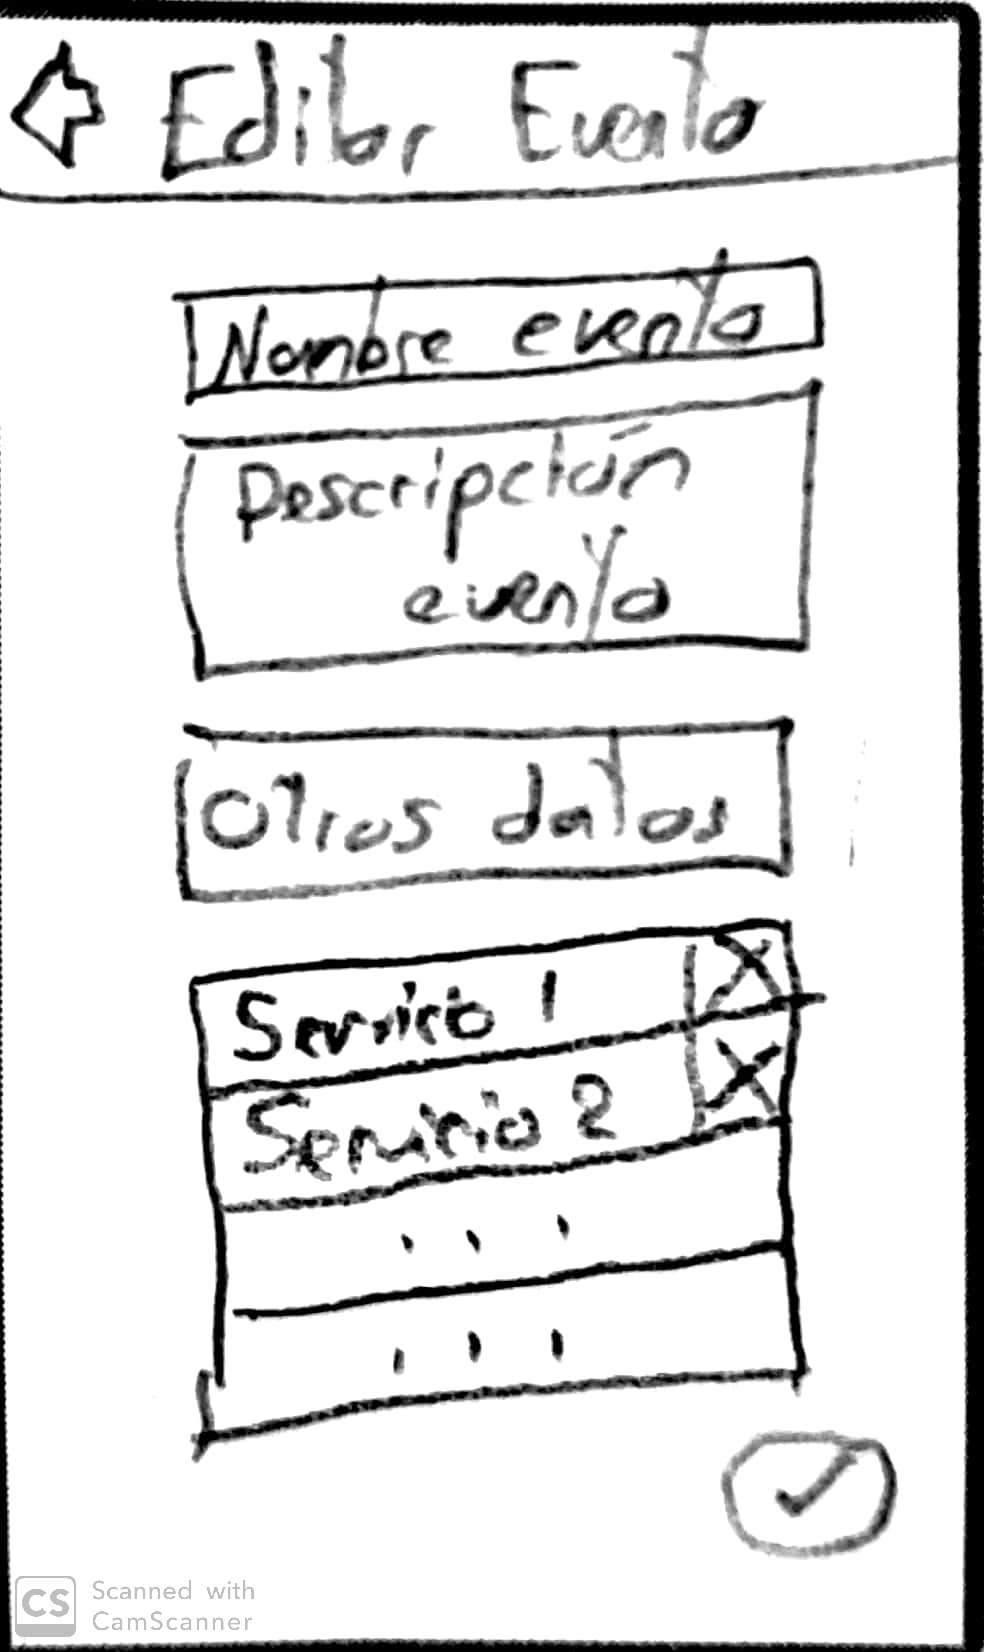 Editar Evento
Nombre evento
Descripción
evento
Otros datos
Servicio 1
Servicio 2
. . .
. . .
CS Scanned with
CamScanner